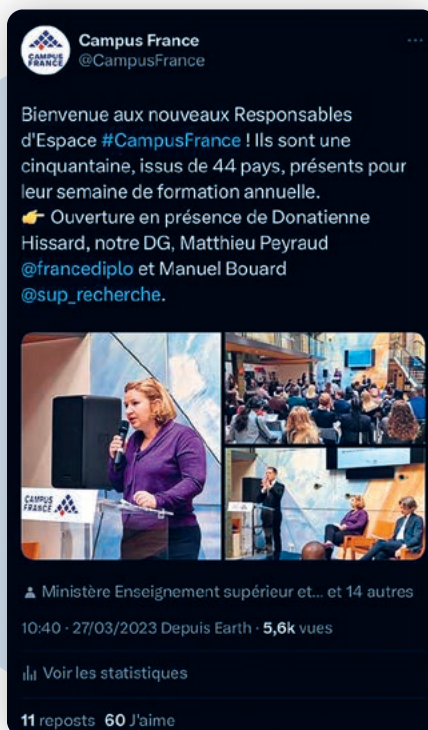 CAMPUS
FRANCE
Campus France
@CampusFrance
Bienvenue aux nouveaux Responsables
d'Espace #CampusFrance ! Ils sont une
cinquantaine, issus de 44 pays, présents pour
leur semaine de formation annuelle.
👉 Ouverture en présence de Donatienne
Hissard, notre DG, Matthieu Peyraud
@francediplo et Manuel Bouard
@sup_recherche.
CAMPUS
FRANCE
Ministère Enseignement supérieur et... et 14 autres
10:40 · 27/03/2023 Depuis Earth · 5,6k vues
Voir les statistiques
11 reposts 60 J'aime